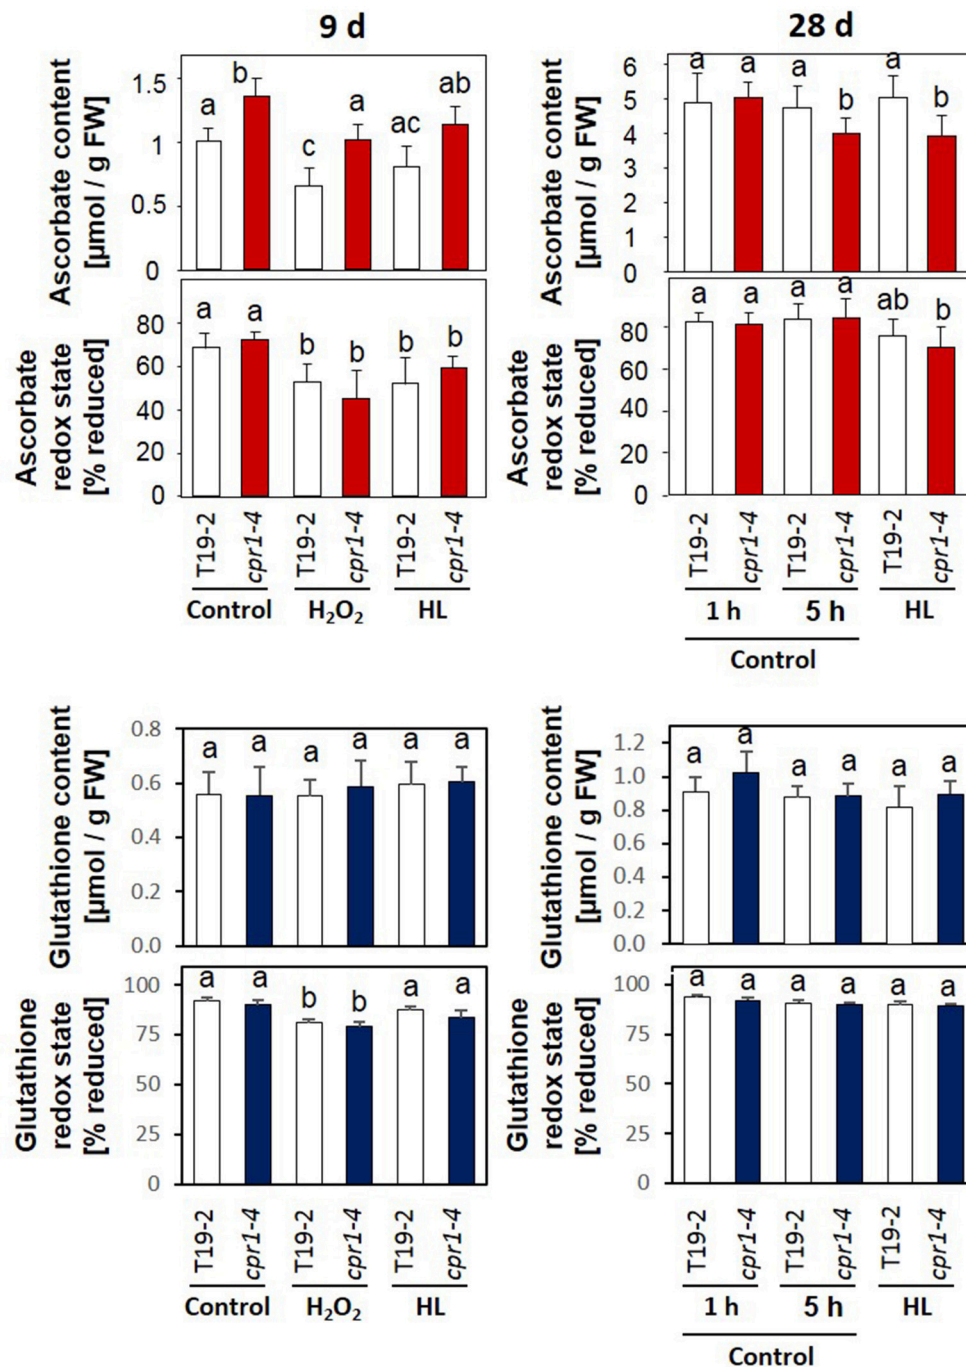 9 d
28 d
Ascorbate content
[µmol / g FW]
1.5
1
0.5
0
a
b
c
a
ac
ab
Ascorbate content
[µmol / g FW]
6
5
4
3
2
1
0
a
a
a
b
a
b
Ascorbate
redox state
[% reduced]
80
60
40
20
0
a
a
b
b
b
b
Ascorbate
redox state
[% reduced]
80
60
40
20
0
a
a
a
a
ab
b
T19-2
cpr1-4
T19-2
cpr1-4
T19-2
cpr1-4
Control
H₂O₂
HL
T19-2
cpr1-4
T19-2
cpr1-4
T19-2
cpr1-4
1 h
5 h
HL
Control
Glutathione content
[µmol / g FW]
0.8
0.6
0.4
0.2
0.0
a
a
a
a
a
a
Glutathione content
[µmol / g FW]
1.2
1.0
0.8
0.6
0.4
0.2
0.0
a
a
a
a
a
a
Glutathione
redox state
[% reduced]
100
75
50
25
0
a
a
b
b
a
a
Glutathione
redox state
[% reduced]
100
75
50
25
0
a
a
a
a
a
a
T19-2
cpr1-4
T19-2
cpr1-4
T19-2
cpr1-4
Control
H₂O₂
HL
T19-2
cpr1-4
T19-2
cpr1-4
T19-2
cpr1-4
1 h
5 h
HL
Control